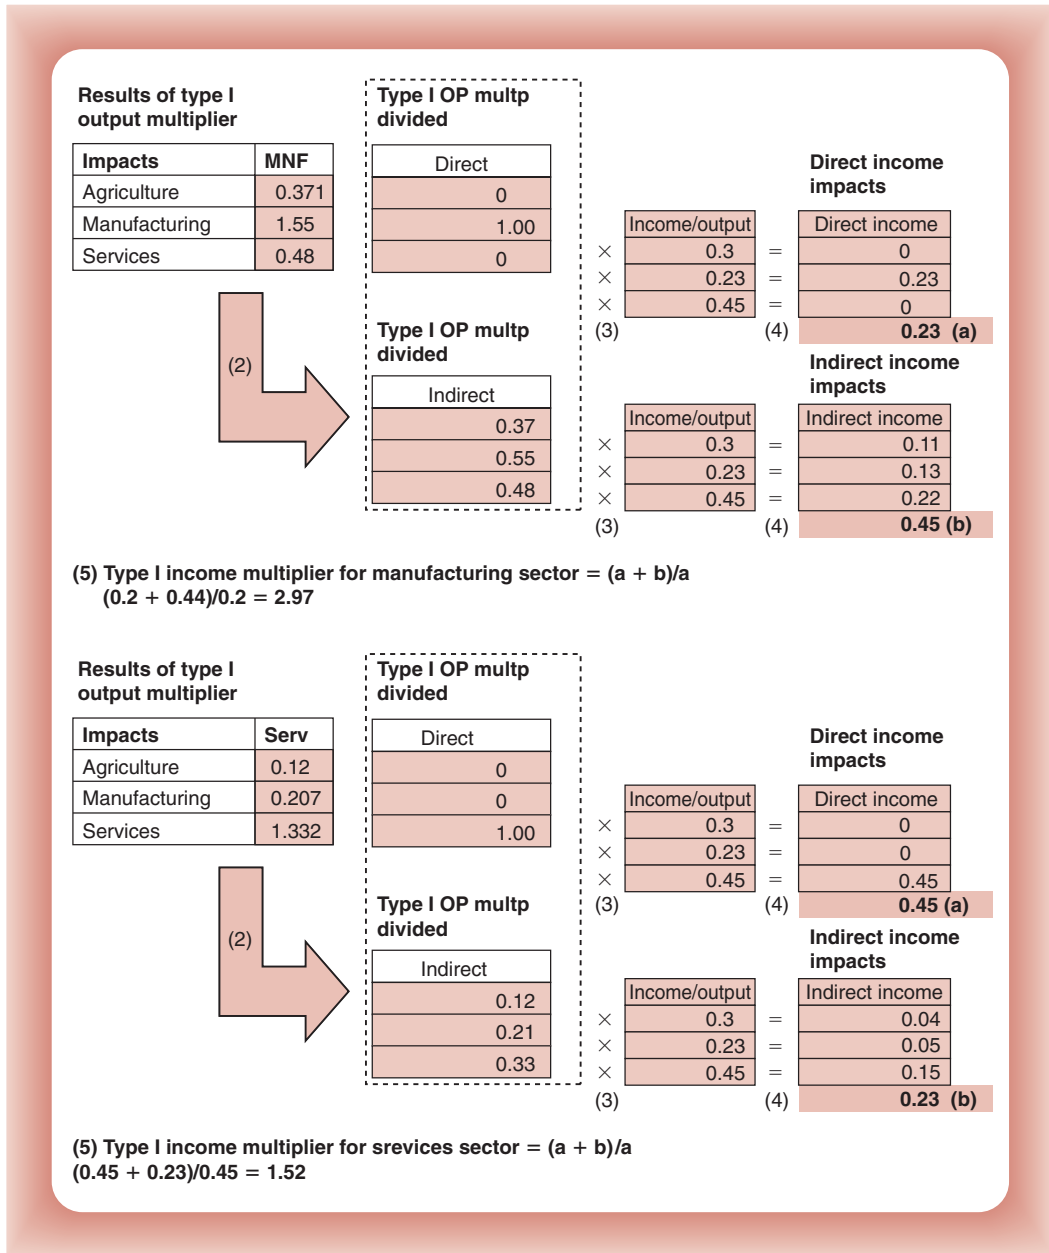 Results of type I
output multiplier
Impacts MNF
Agriculture 0.371
Manufacturing 1.55
Services 0.48
(2)
Type I OP multp
divided
Direct
0
1.00
0
Type I OP multp
divided
Indirect
0.37
0.55
0.48
Direct income
impacts
Income/output Direct income
× 0.3 = 0
× 0.23 = 0.23
× 0.45 = 0
(3) (4) 0.23 (a)
Indirect income
impacts
Income/output Indirect income
× 0.3 = 0.11
× 0.23 = 0.13
× 0.45 = 0.22
(3) (4) 0.45 (b)
(5) Type I income multiplier for manufacturing sector = (a + b)/a
(0.2 + 0.44)/0.2 = 2.97
Results of type I
output multiplier
Impacts Serv
Agriculture 0.12
Manufacturing 0.207
Services 1.332
(2)
Type I OP multp
divided
Direct
0
0
1.00
Type I OP multp
divided
Indirect
0.12
0.21
0.33
Direct income
impacts
Income/output Direct income
× 0.3 = 0
× 0.23 = 0
× 0.45 = 0.45
(3) (4) 0.45 (a)
Indirect income
impacts
Income/output Indirect income
× 0.3 = 0.04
× 0.23 = 0.05
× 0.45 = 0.15
(3) (4) 0.23 (b)
(5) Type I income multiplier for srevices sector = (a + b)/a
(0.45 + 0.23)/0.45 = 1.52